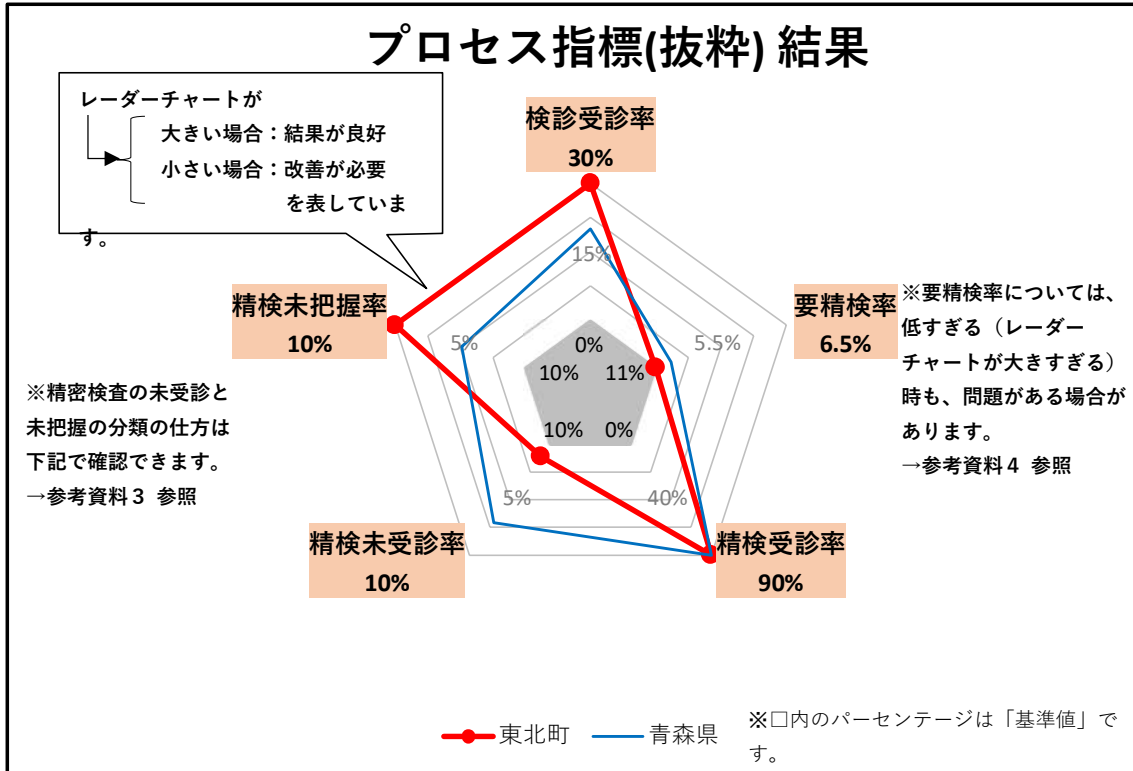 プロセス指標(抜粋) 結果
レーダーチャートが
大きい場合：結果が良好
小さい場合：改善が必要
を表していま
す。
検診受診率
30%
15%
0%
要精検率
6.5%
5.5%
11%
※要精検率については、
低すぎる（レーダー
チャートが大きすぎる）
時も、問題がある場合が
あります。
→参考資料４ 参照
精検未把握率
10%
5%
10%
※精密検査の未受診と
未把握の分類の仕方は
下記で確認できます。
→参考資料３ 参照
10%
0%
5%
40%
精検未受診率
10%
精検受診率
90%
東北町
青森県
※□内のパーセンテージは「基準値」で
す。